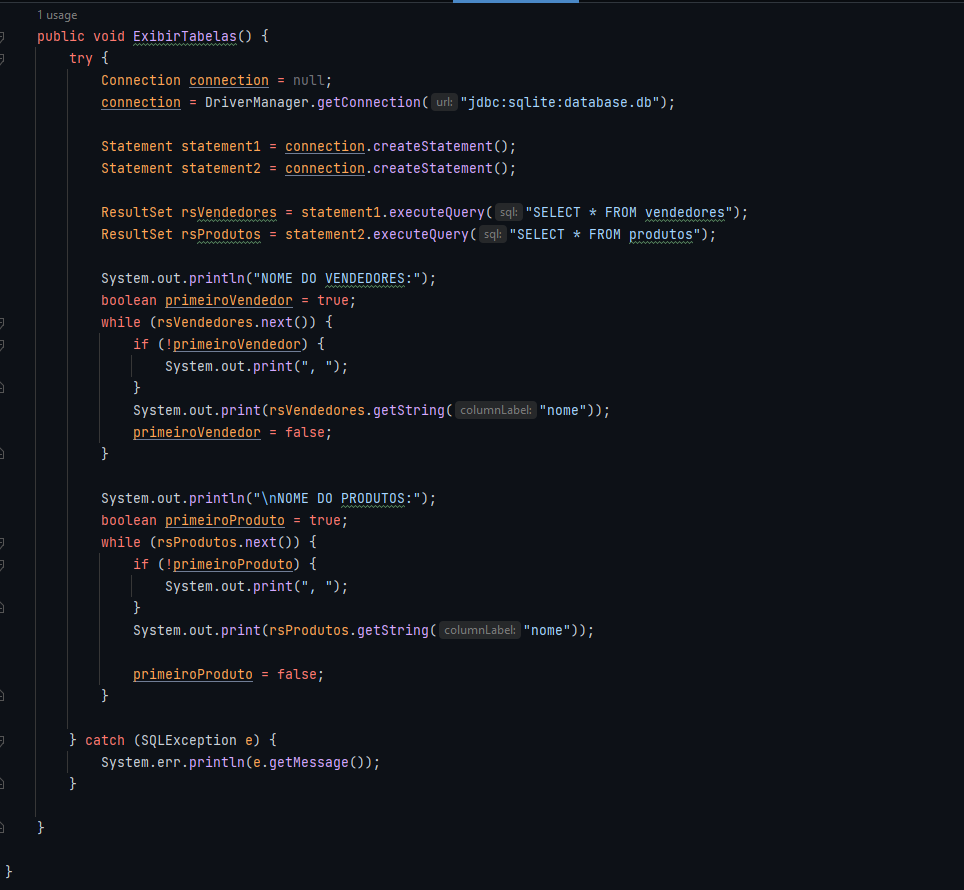 1 usage
public void ExibirTabelas() {
try {
Connection connection = null;
connection = DriverManager.getConnection( url: "jdbc:sqlite:database.db");
Statement statement1 = connection.createStatement();
Statement statement2 = connection.createStatement();
ResultSet rsVendedores = statement1.executeQuery( sql: "SELECT * FROM vendedores");
ResultSet rsProdutos = statement2.executeQuery( sql: "SELECT * FROM produtos");
System.out.println("NOME DO VENDEDORES:");
boolean primeiroVendedor = true;
while (rsVendedores.next()) {
if (!primeiroVendedor) {
System.out.print(", ");
}
System.out.print(rsVendedores.getString( columnLabel: "nome"));
primeiroVendedor = false;
}
System.out.println("\nNOME DO PRODUTOS:");
boolean primeiroProduto = true;
while (rsProdutos.next()) {
if (!primeiroProduto) {
System.out.print(", ");
}
System.out.print(rsProdutos.getString( columnLabel: "nome"));
primeiroProduto = false;
}
} catch (SQLException e) {
System.err.println(e.getMessage());
}
}
}